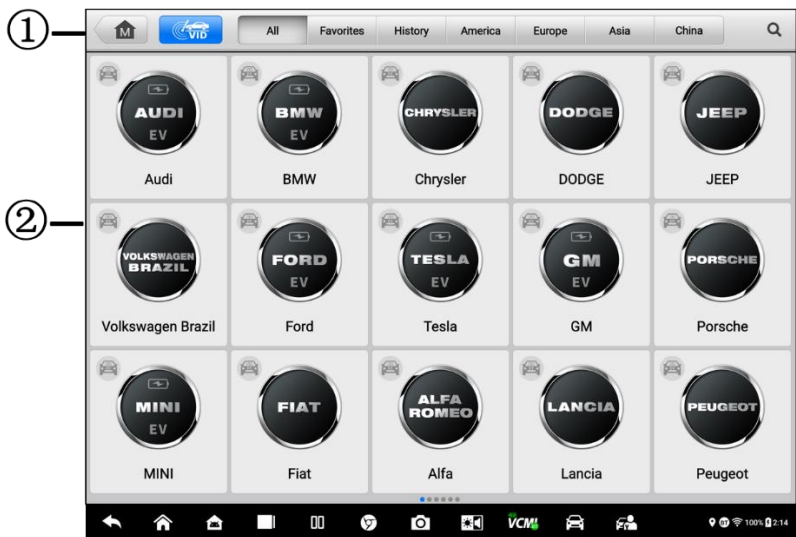 ①
M VID All Favorites History America Europe Asia China
②
AUDI EV BMW EV CHRYSLER DODGE JEEP
Audi BMW Chrysler DODGE JEEP
VOLKSWAGEN BRAZIL FORD EV TESLA EV GM EV PORSCHE
Volkswagen Brazil Ford Tesla GM Porsche
MINI EV FIAT ALFA ROMEO LANCIA PEUGEOT
MINI Fiat Alfa Lancia Peugeot
VCMI BT 100% 2:14